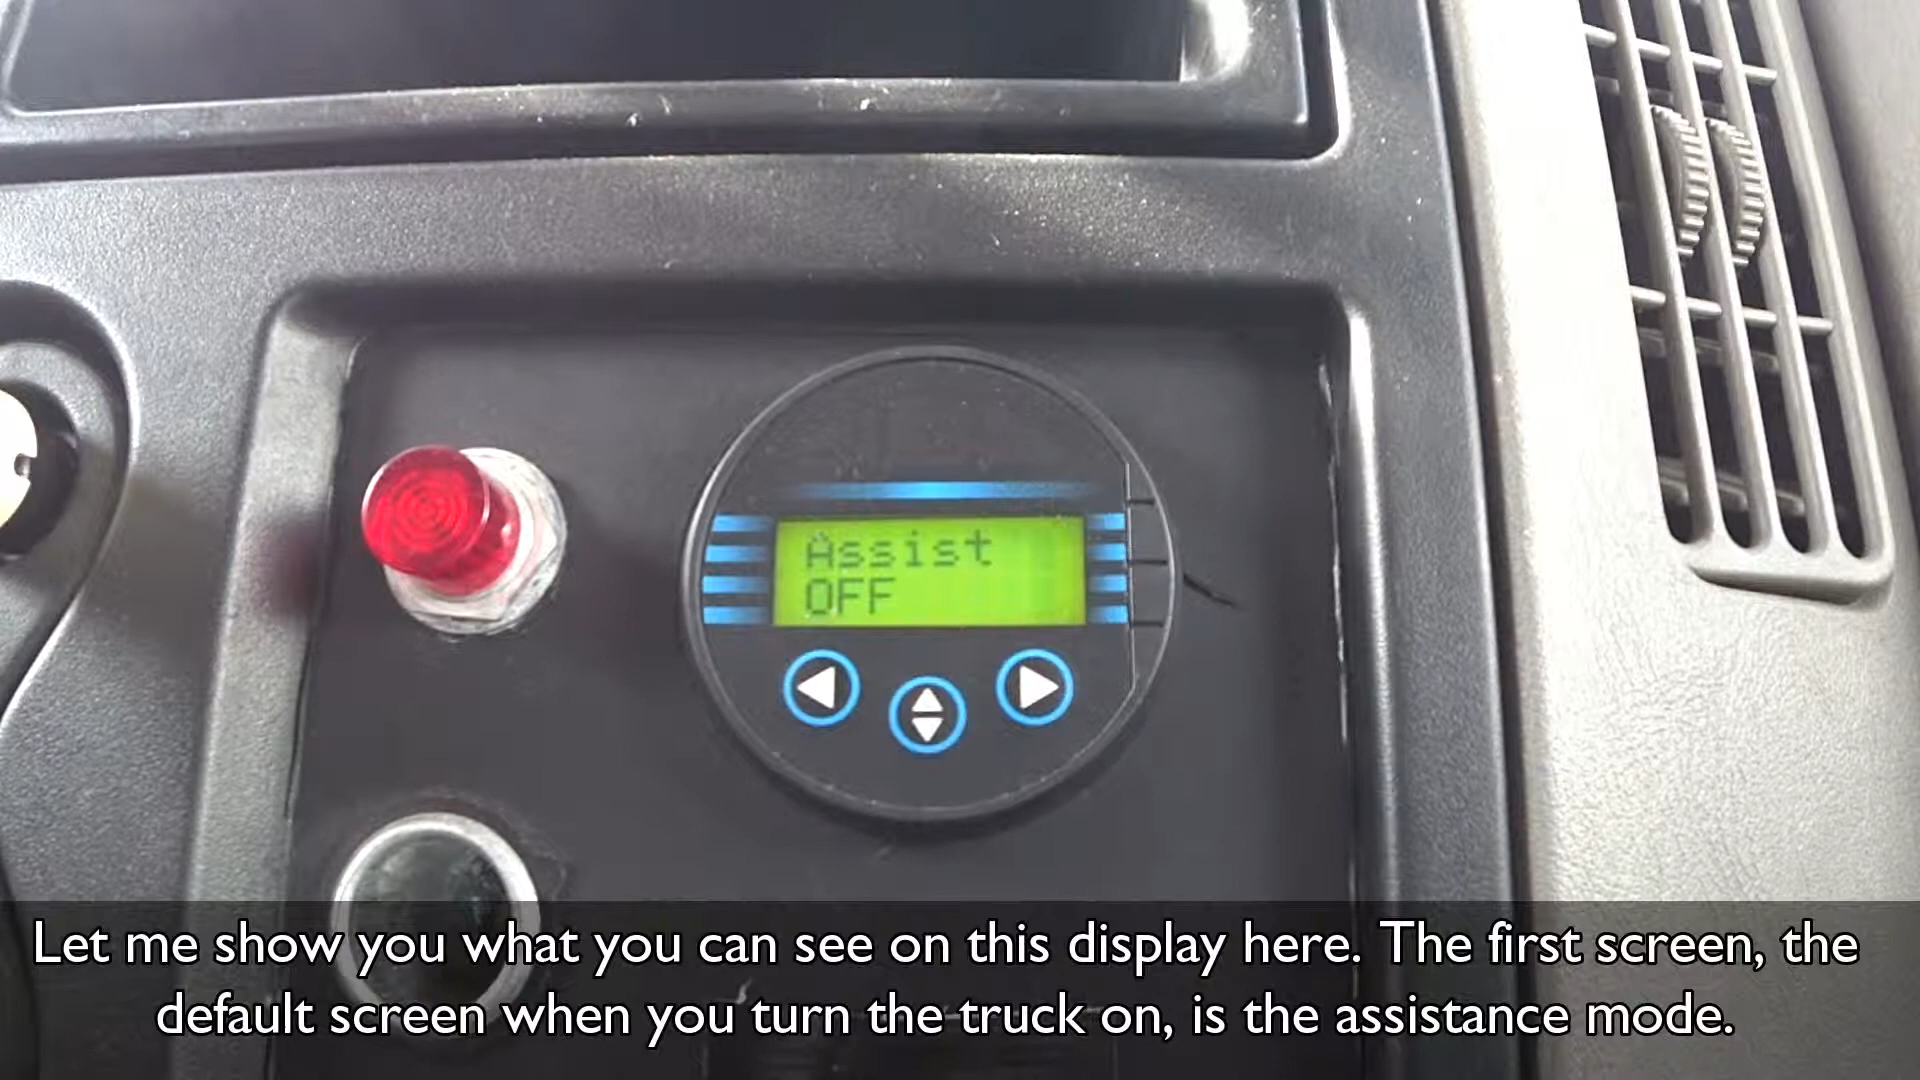 Assist
OFF
Let me show you what you can see on this display here. The first screen, the
default screen when you turn the truck on, is the assistance mode.